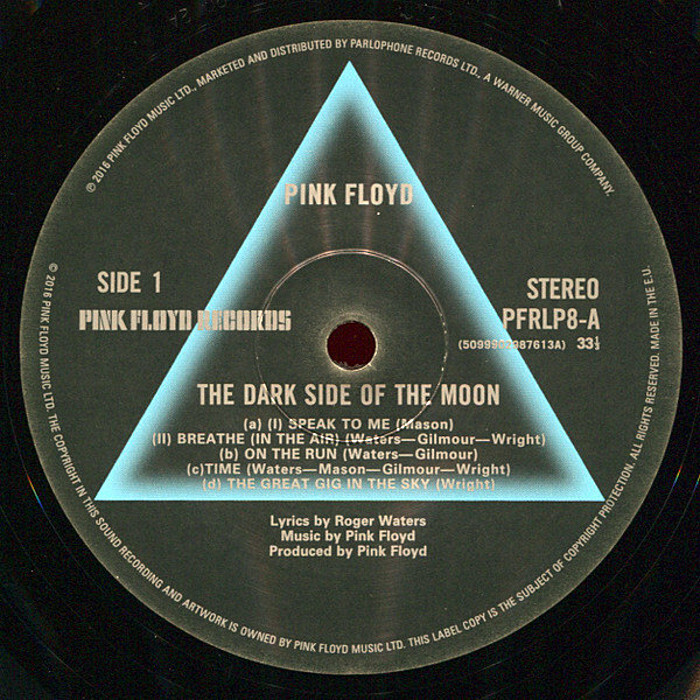 ℗ 2016 PINK FLOYD MUSIC LTD., MARKETED AND DISTRIBUTED BY PARLOPHONE RECORDS LTD., A WARNER MUSIC GROUP COMPANY.
PINK FLOYD
SIDE 1
PINK FLOYD RECORDS
STEREO
PFRLP8-A
33⅓
THE DARK SIDE OF THE MOON
(a) (I) SPEAK TO ME (Mason)
(II) BREATHE (IN THE AIR) (Waters—Gilmour—Wright)
(b) ON THE RUN (Waters—Gilmour)
(c)TIME (Waters—Mason—Gilmour—Wright)
(d) THE GREAT GIG IN THE SKY (Wright)
Lyrics by Roger Waters
Music by Pink Floyd
Produced by Pink Floyd
© 2016 PINK FLOYD MUSIC LTD. THE COPYRIGHT IN THIS SOUND RECORDING AND ARTWORK IS OWNED BY PINK FLOYD MUSIC LTD. THIS LABEL COPY IS THE SUBJECT OF COPYRIGHT PROTECTION. ALL RIGHTS RESERVED. MADE IN THE E.U.